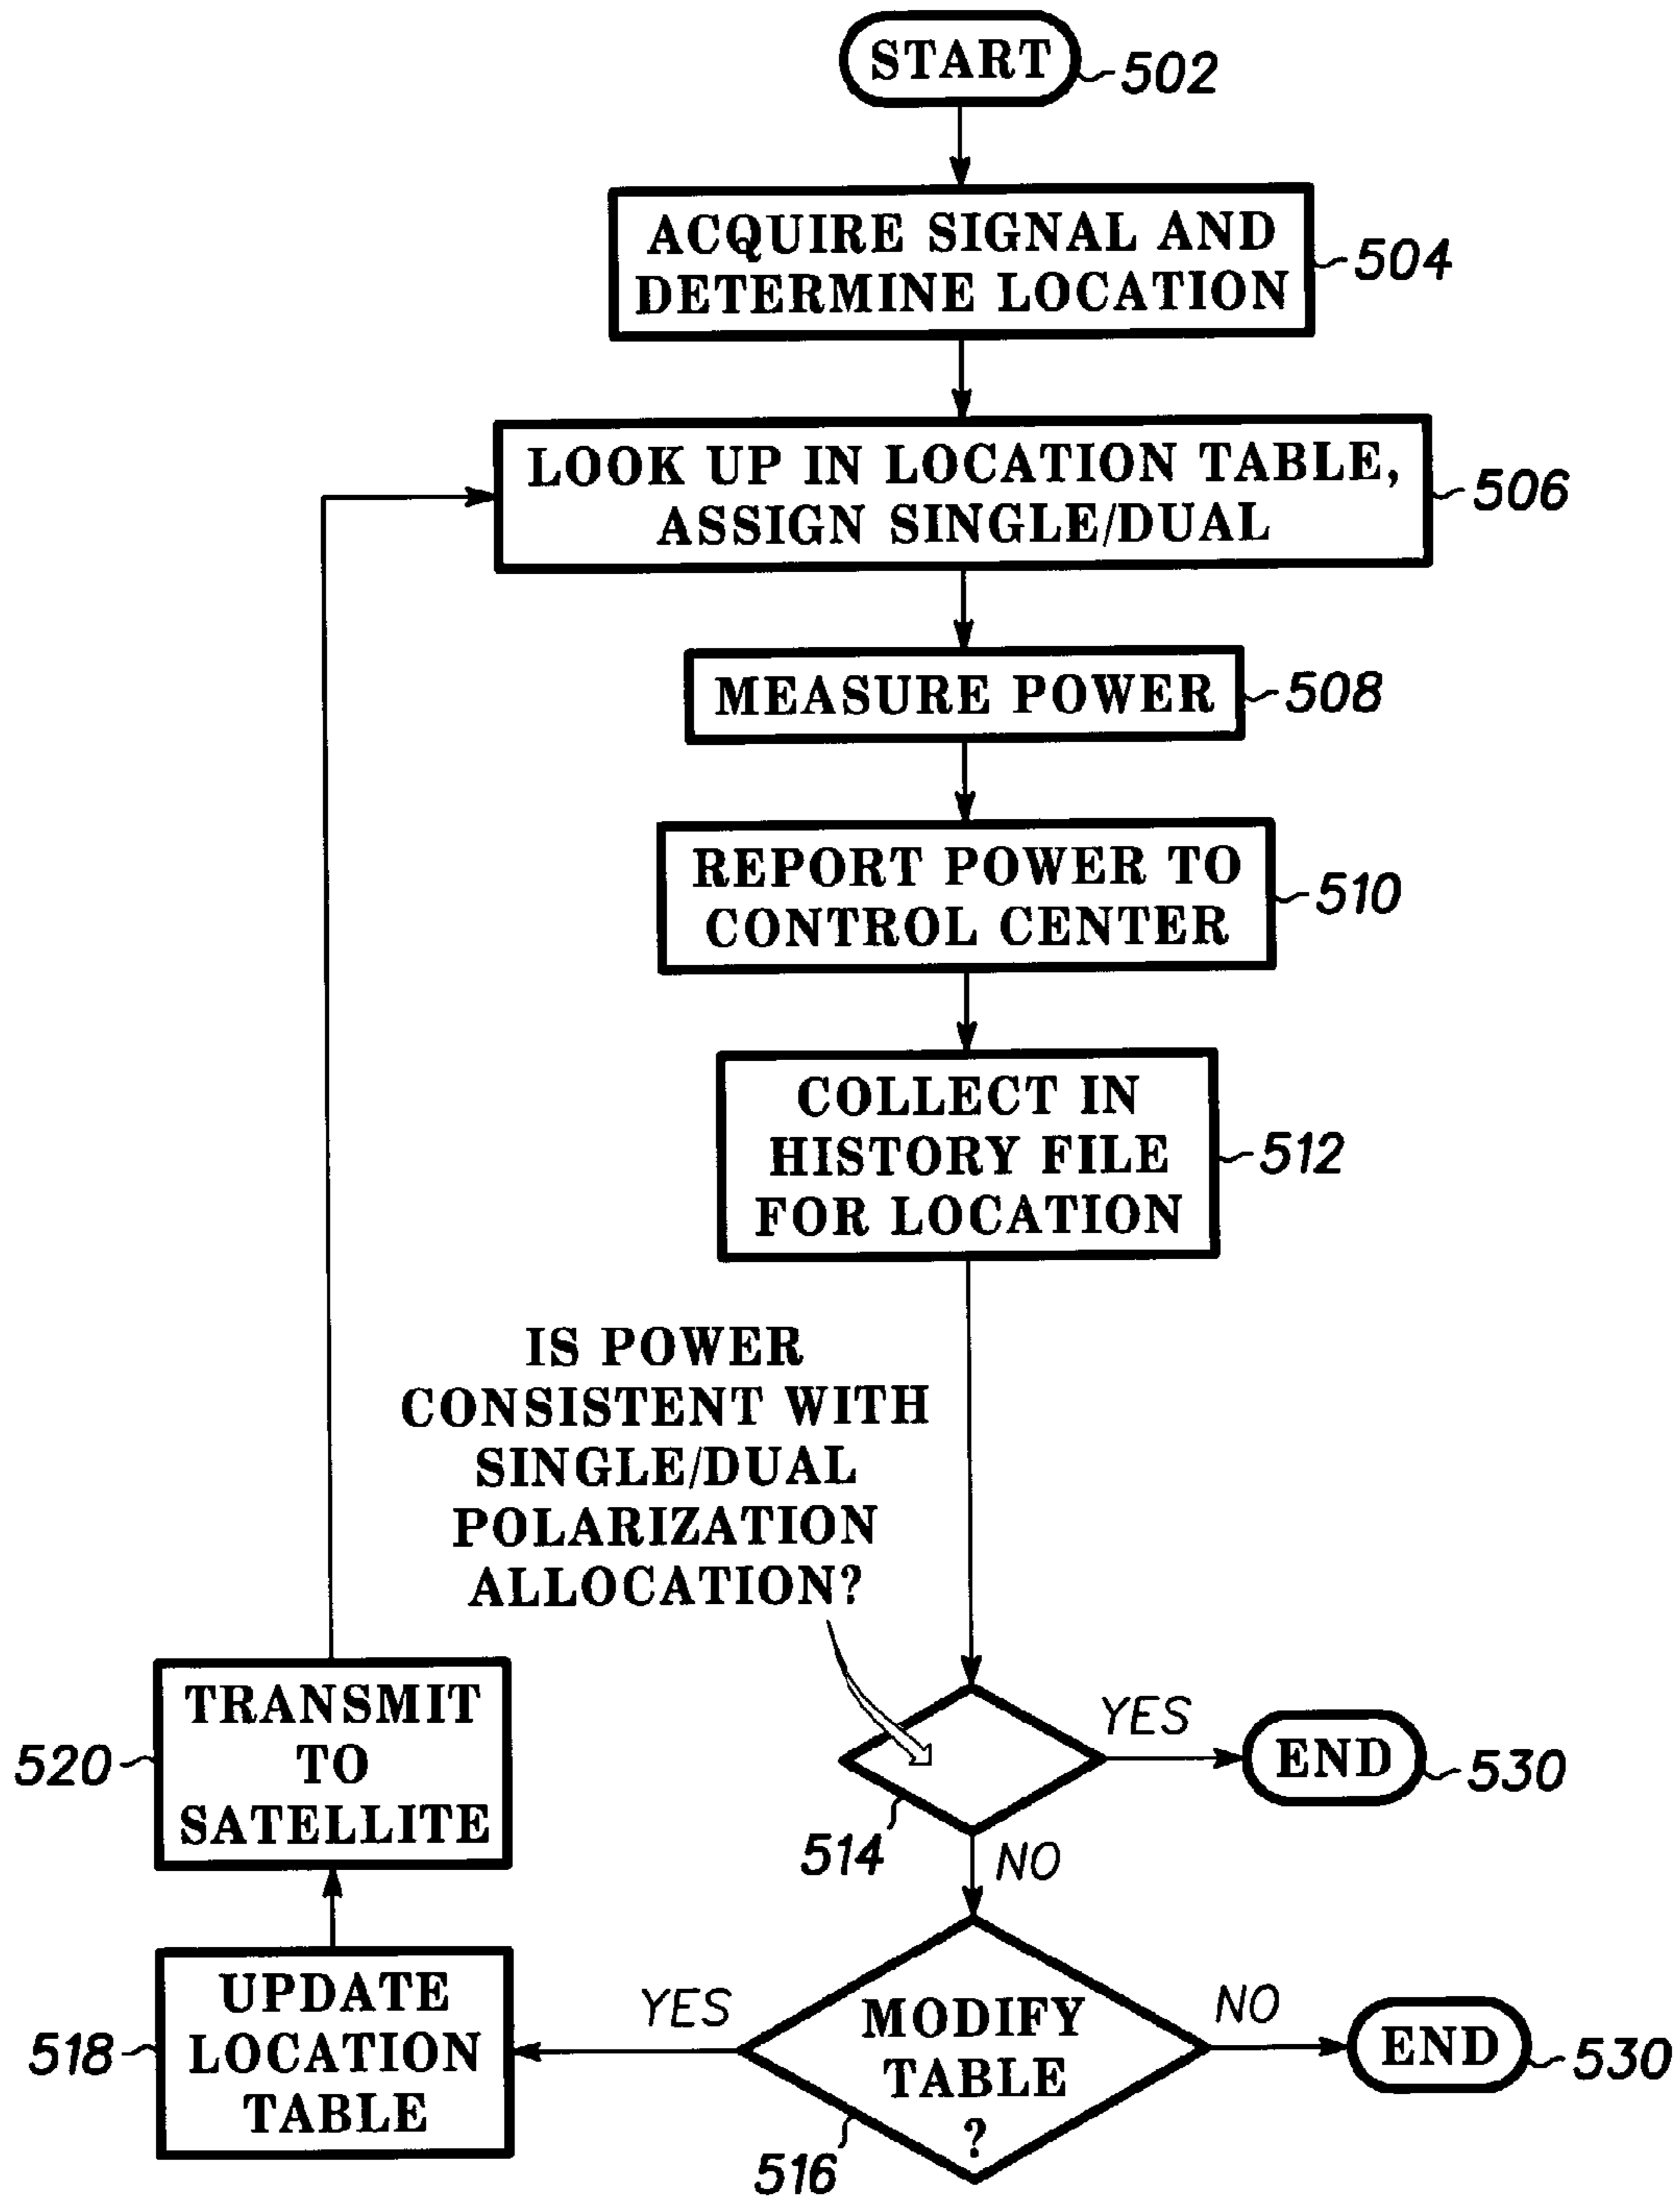 START
502
ACQUIRE SIGNAL AND
DETERMINE LOCATION
504
LOOK UP IN LOCATION TABLE,
ASSIGN SINGLE/DUAL
506
MEASURE POWER
508
REPORT POWER TO
CONTROL CENTER
510
COLLECT IN
HISTORY FILE
FOR LOCATION
512
IS POWER
CONSISTENT WITH
SINGLE/DUAL
POLARIZATION
ALLOCATION?
514
YES
END
530
NO
MODIFY
TABLE
?
516
NO
END
530
YES
UPDATE
LOCATION
TABLE
518
TRANSMIT
TO
SATELLITE
520